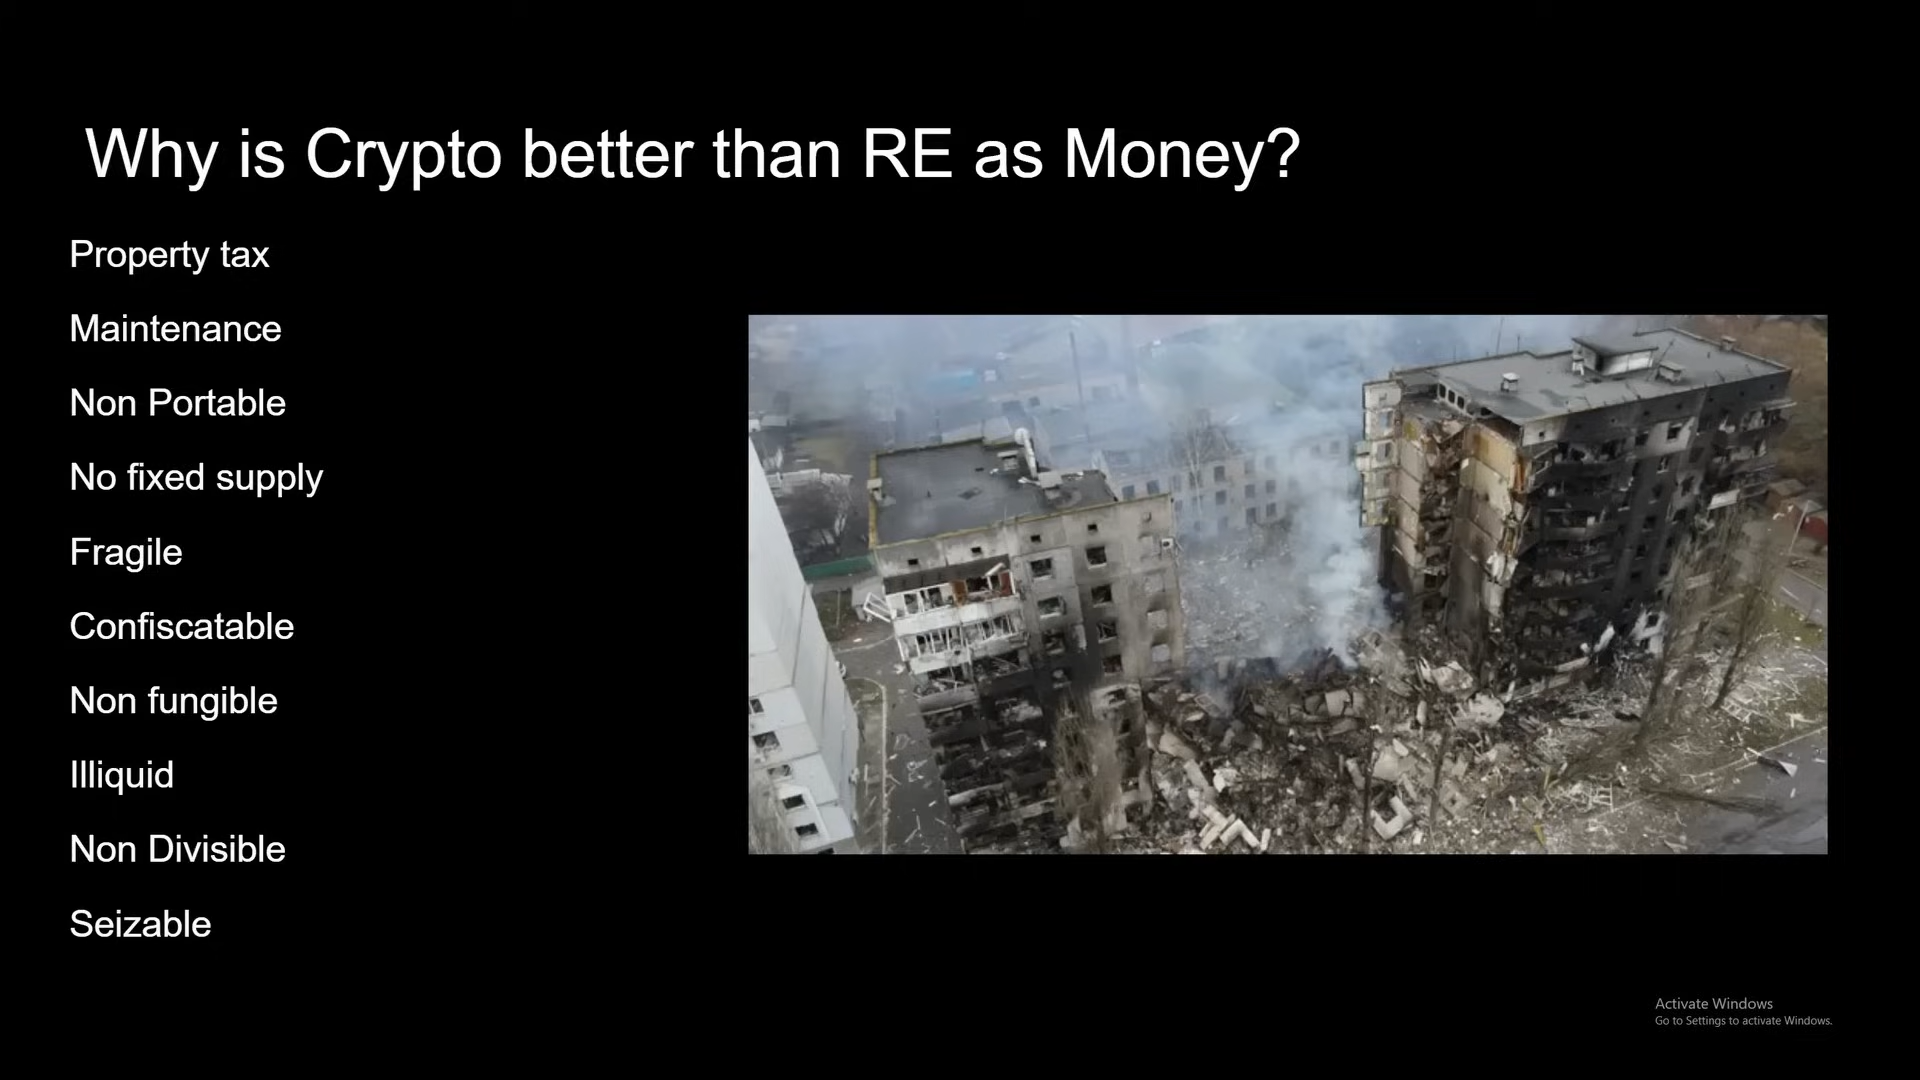 Why is Crypto better than RE as Money?
Property tax
Maintenance
Non Portable
No fixed supply
Fragile
Confiscatable
Non fungible
Illiquid
Non Divisible
Seizable
Activate Windows
Go to Settings to activate Windows.